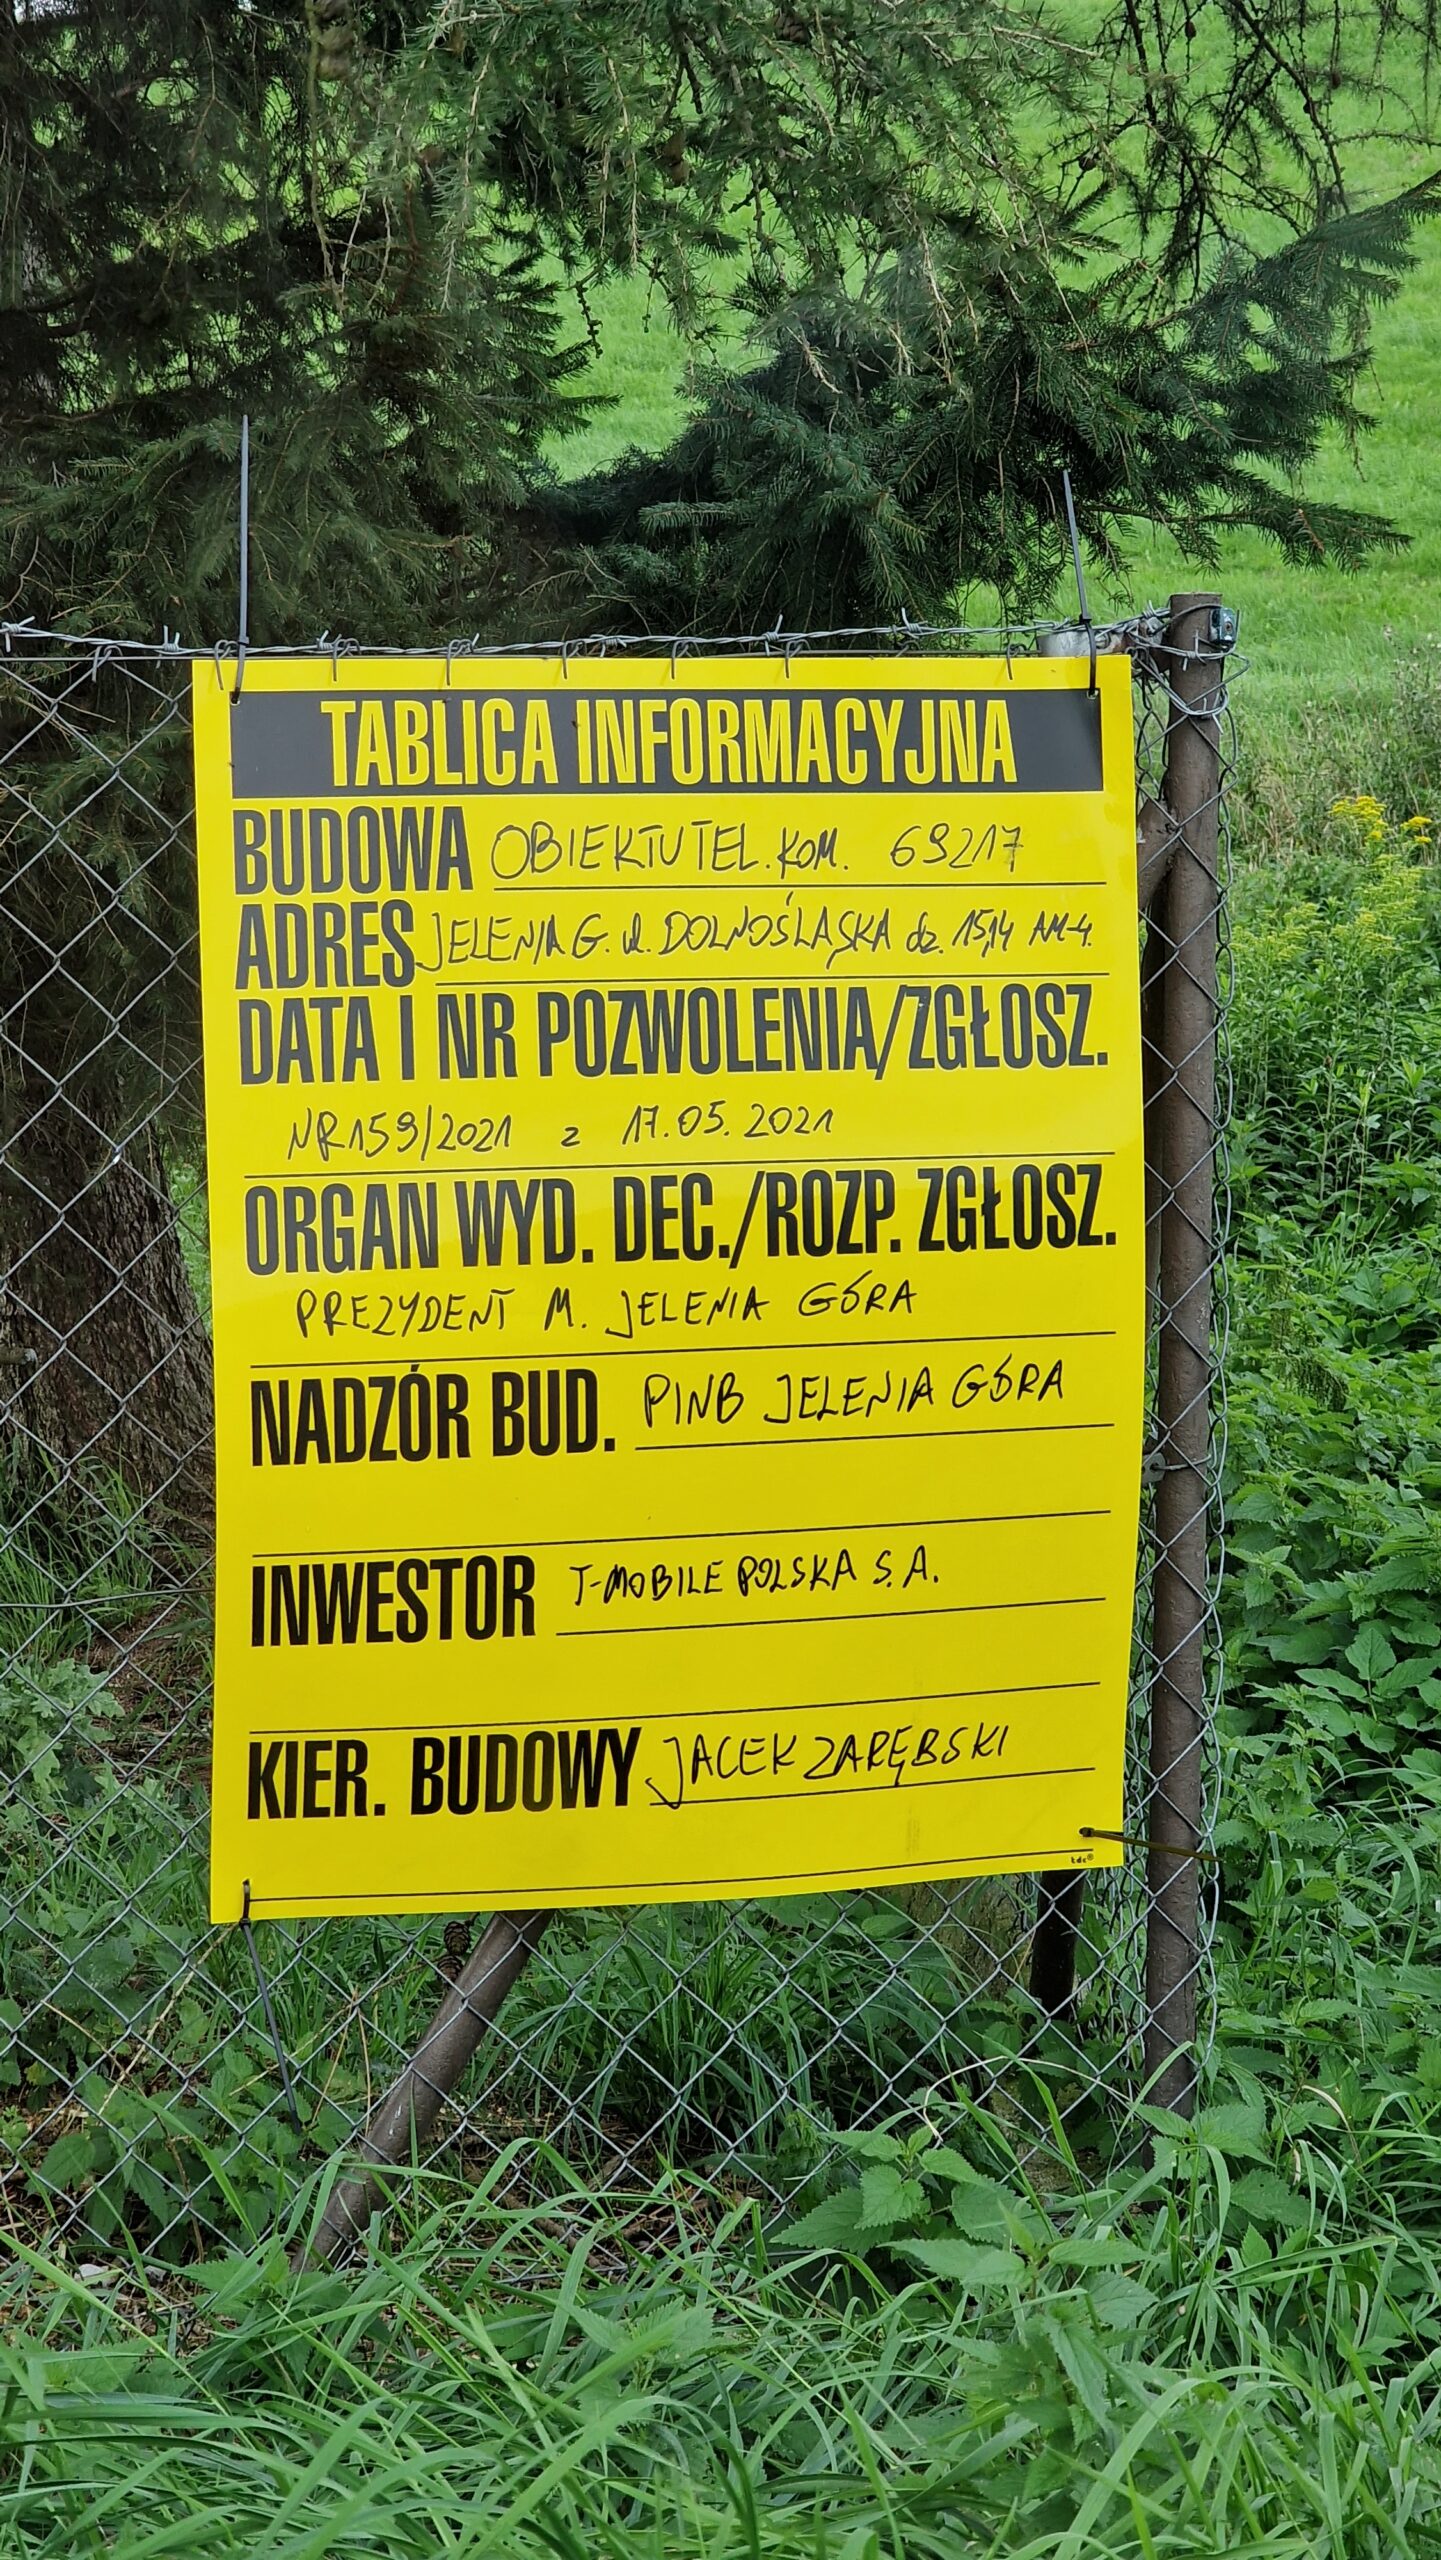 TABLICA INFORMACYJNA
BUDOWA OBIEKTU TEL. KOM. 69217
ADRES JELENIA G. ul. DOLNOŚLĄSKA dz. 15/14 AM-4.
DATA I NR POZWOLENIA/ZGŁOSZ.
NR 159/2021 z 17.05.2021
ORGAN WYD. DEC./ROZP. ZGŁOSZ.
PREZYDENT M. JELENIA GÓRA
NADZÓR BUD. PINB JELENIA GÓRA
INWESTOR T-MOBILE POLSKA S.A.
KIER. BUDOWY JACEK ZARĘBSKI
tdc®